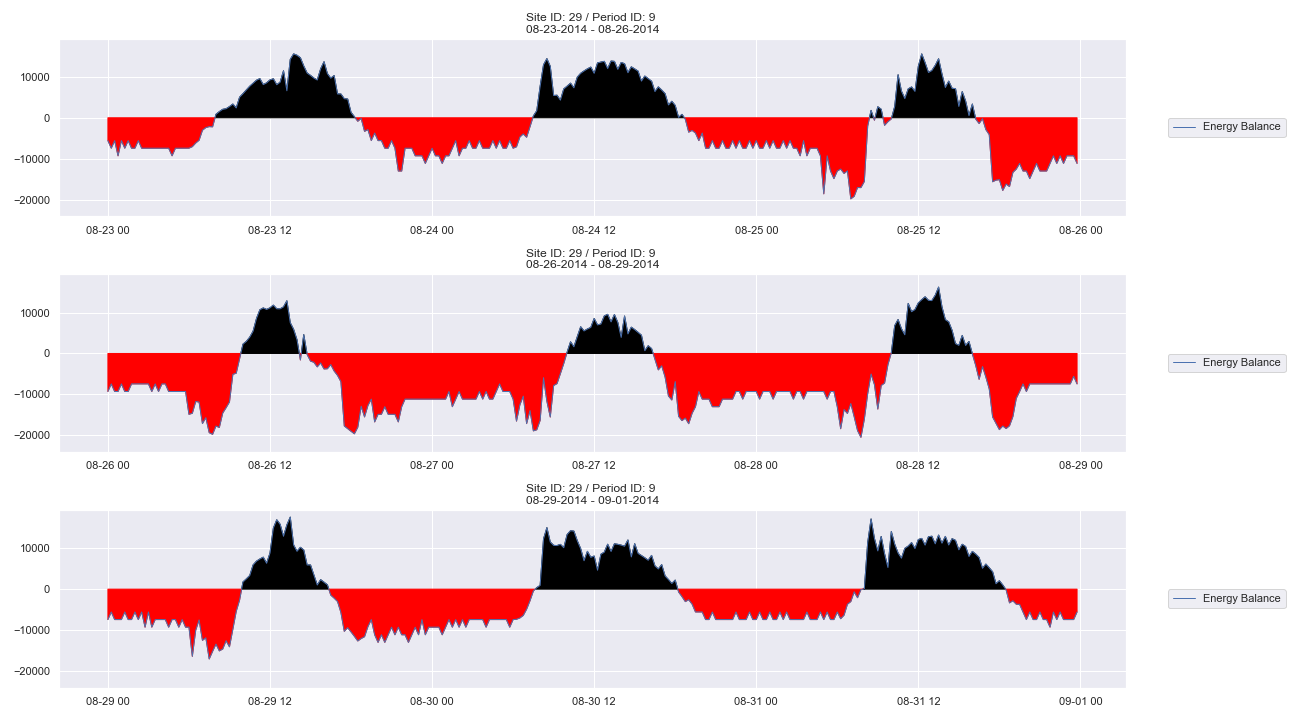 Site ID: 29 / Period ID: 9
08-23-2014 - 08-26-2014
10000
0
−10000
−20000
08-23 00 08-23 12 08-24 00 08-24 12 08-25 00 08-25 12 08-26 00
Energy Balance
Site ID: 29 / Period ID: 9
08-26-2014 - 08-29-2014
10000
0
−10000
−20000
08-26 00 08-26 12 08-27 00 08-27 12 08-28 00 08-28 12 08-29 00
Energy Balance
Site ID: 29 / Period ID: 9
08-29-2014 - 09-01-2014
10000
0
−10000
−20000
08-29 00 08-29 12 08-30 00 08-30 12 08-31 00 08-31 12 09-01 00
Energy Balance